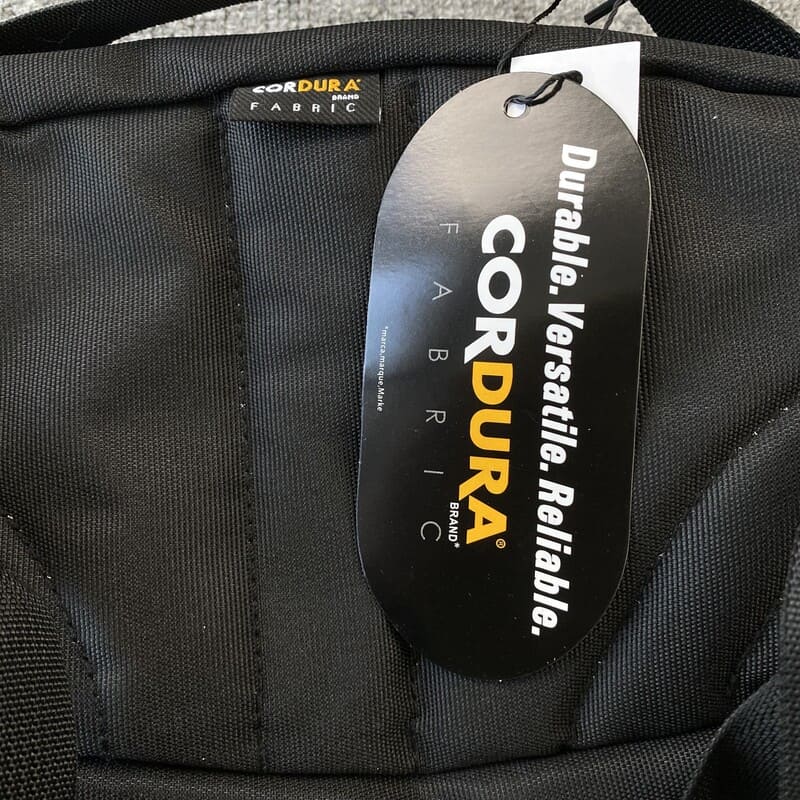 CORDURA
BRAND
FABRIC
Durable. Versatile. Reliable.
CORDURA®
BRAND*
FABRIC
*marca.marque.Marke